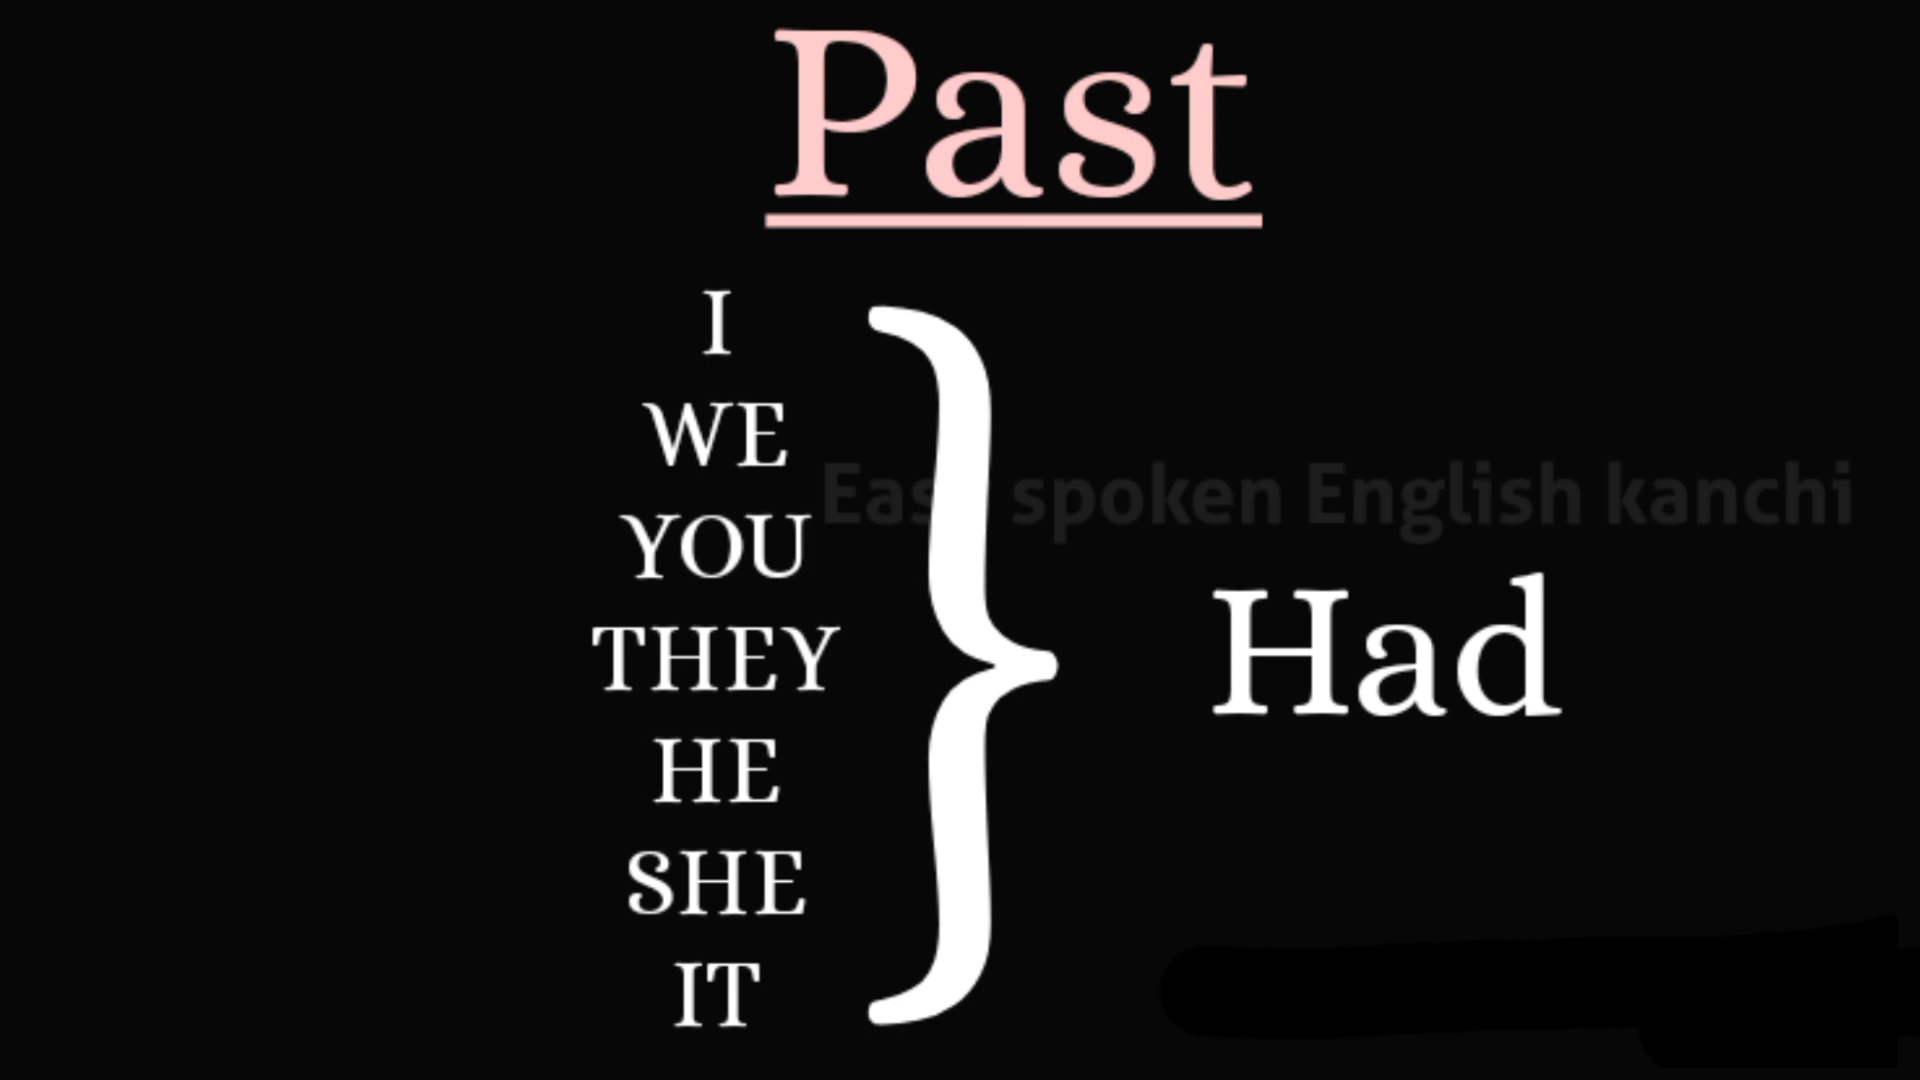 Past
I
WE
YOU
THEY
HE
SHE
IT
Had
spoken English kanchi